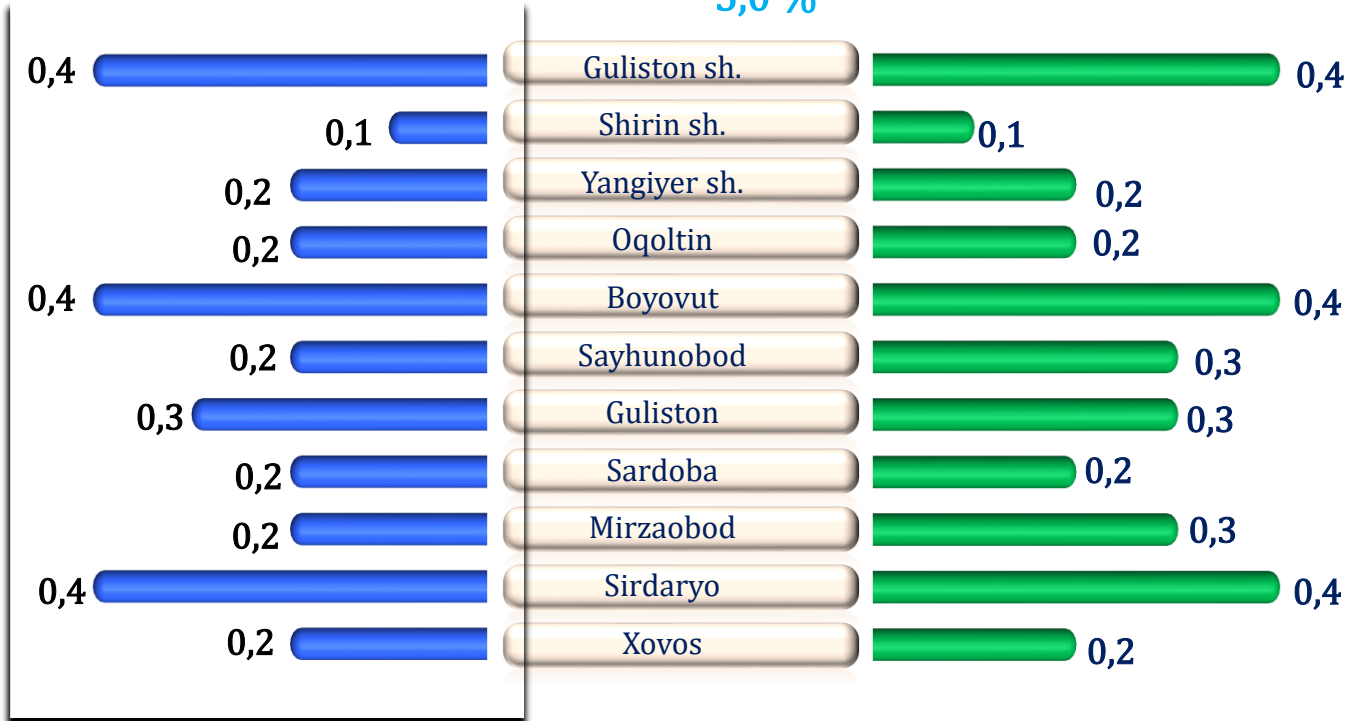 0,4 Guliston sh. 0,4
0,1 Shirin sh. 0,1
0,2 Yangiyer sh. 0,2
0,2 Oqoltin 0,2
0,4 Boyovut 0,4
0,2 Sayhunobod 0,3
0,3 Guliston 0,3
0,2 Sardoba 0,2
0,2 Mirzaobod 0,3
0,4 Sirdaryo 0,4
0,2 Xovos 0,2